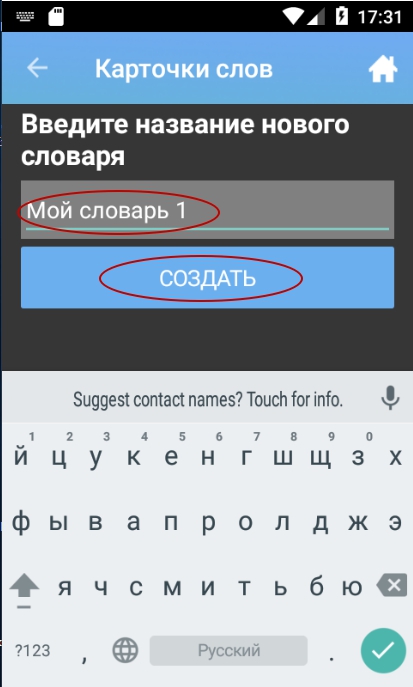 17:31
Карточки слов
Введите название нового
словаря
Мой словарь 1
СОЗДАТЬ
Suggest contact names? Touch for info.
1 2 3 4 5 6 7 8 9 0
й ц у к е н г ш щ з х
ф ы в а п р о л д ж э
я ч с м и т ь б ю
?123 , Русский .